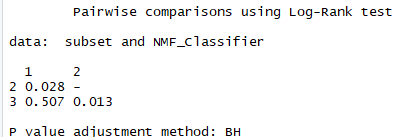 Pairwise comparisons using Log-Rank test
data:  subset and NMF_Classifier
  1     2
2 0.028 -
3 0.507 0.013
P value adjustment method: BH